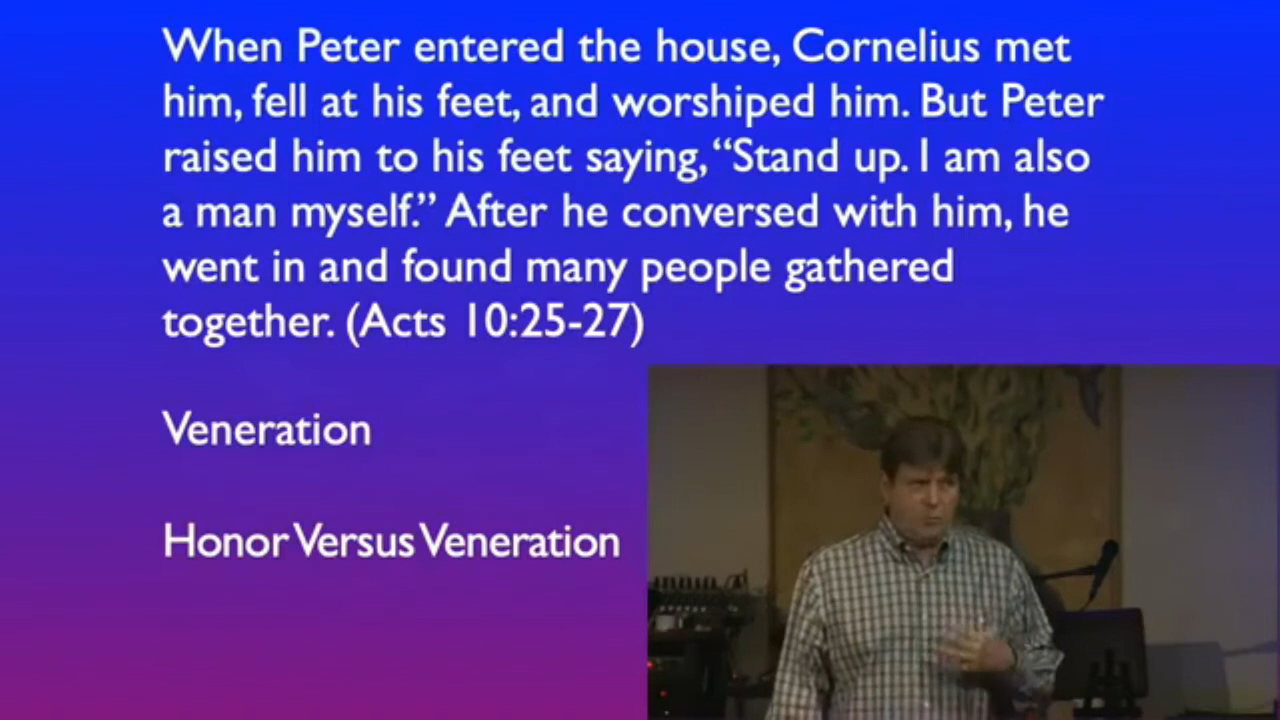 When Peter entered the house, Cornelius met
him, fell at his feet, and worshiped him. But Peter
raised him to his feet saying, “Stand up. I am also
a man myself.” After he conversed with him, he
went in and found many people gathered
together. (Acts 10:25-27)
Veneration
Honor Versus Veneration